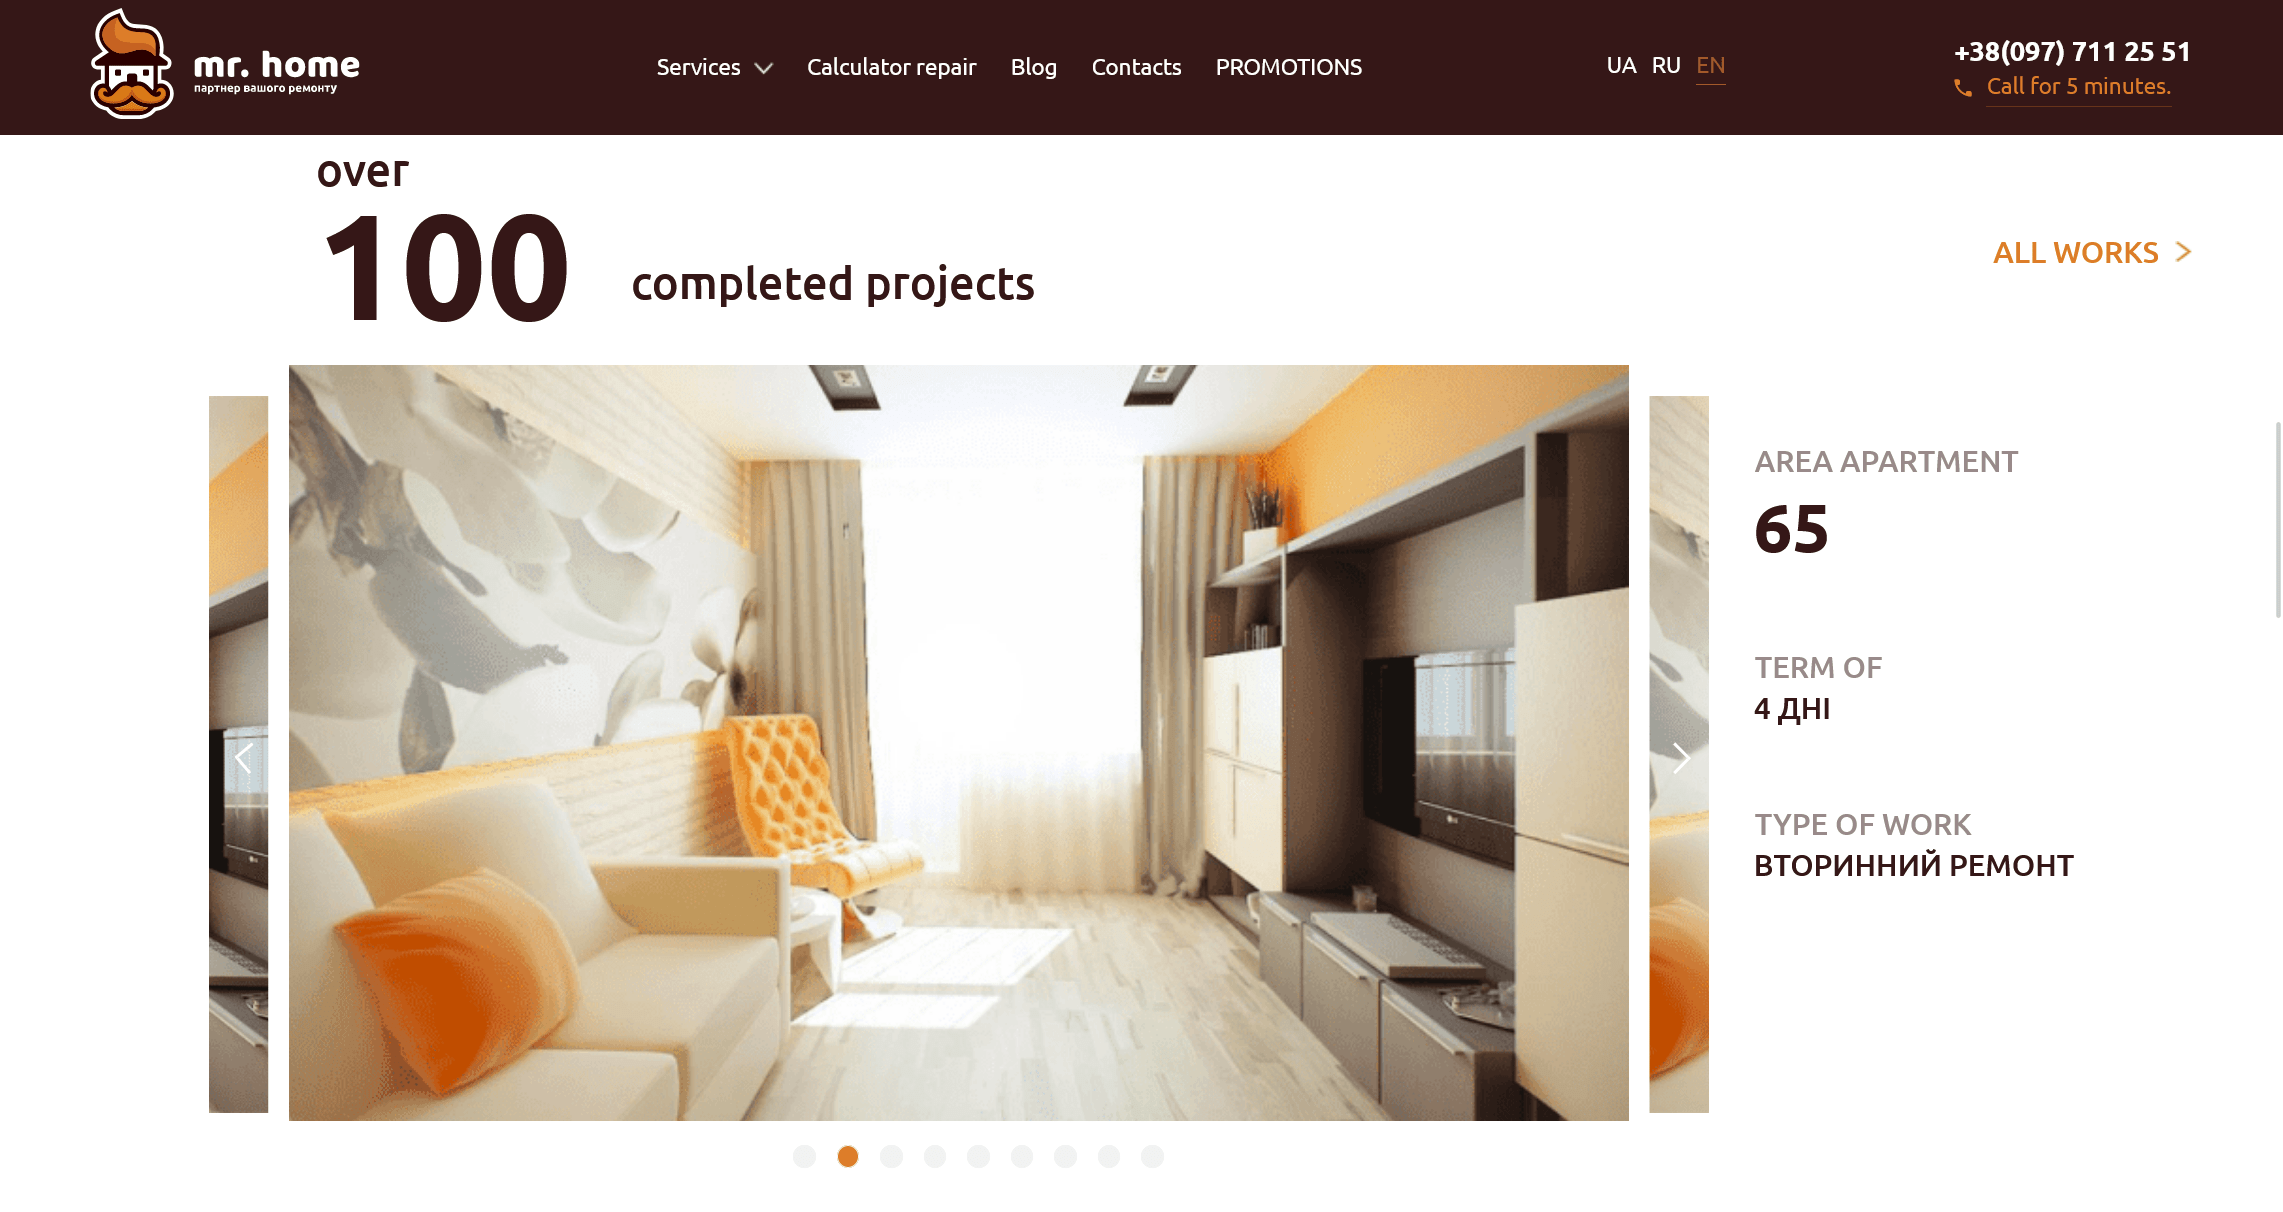 mr. home
партнер вашого ремонту
Services
Calculator repair
Blog
Contacts
PROMOTIONS
UA RU EN
+38(097) 711 25 51
Call for 5 minutes.
over
100 completed projects
ALL WORKS
AREA APARTMENT
65
TERM OF
4 ДНІ
TYPE OF WORK
ВТОРИННИЙ РЕМОНТ